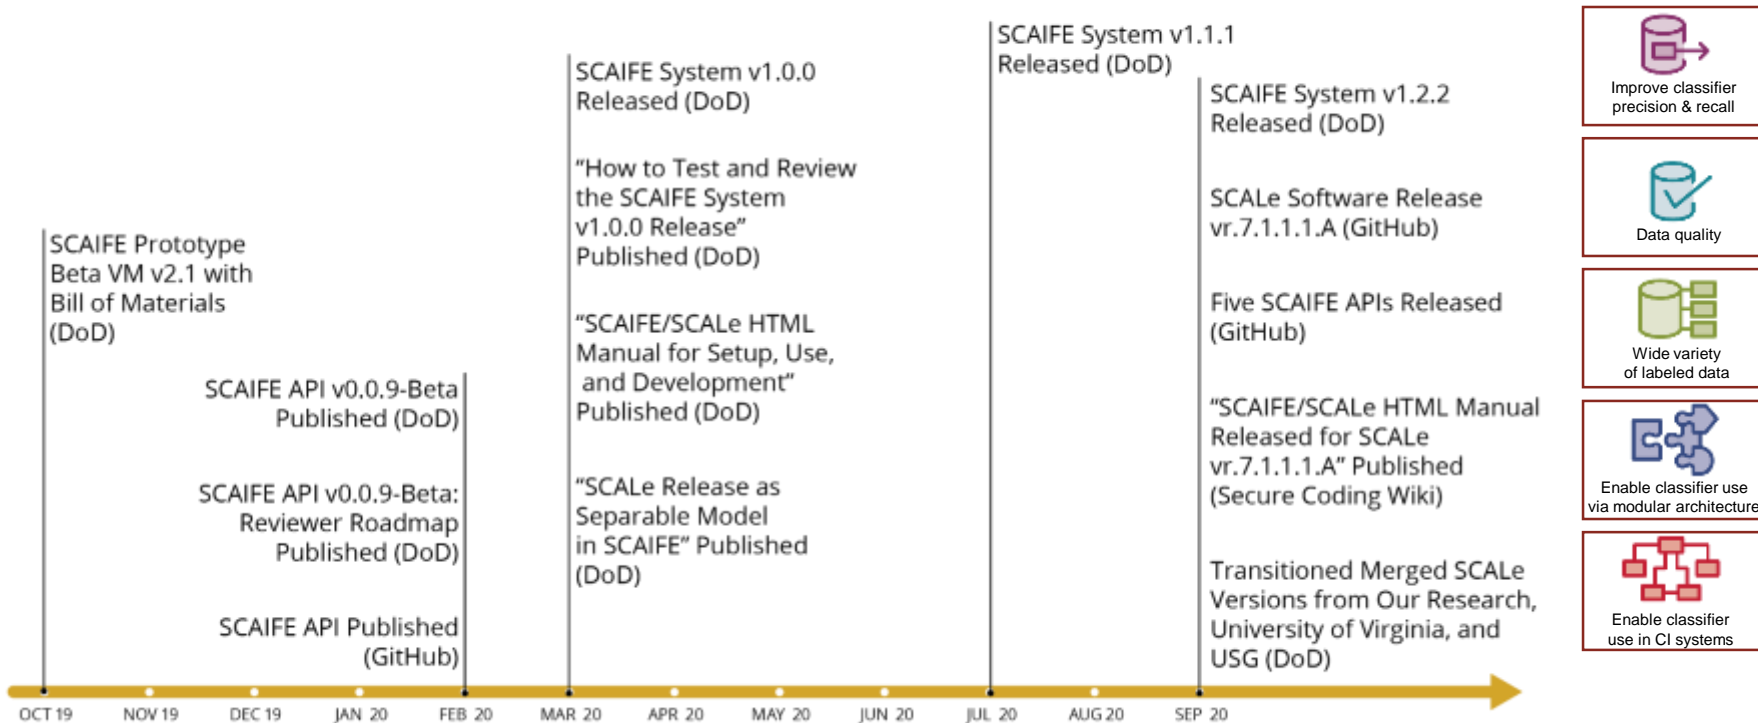 SCAIFE Prototype
Beta VM v2.1 with
Bill of Materials
(DoD)
SCAIFE API v0.0.9-Beta
Published (DoD)
SCAIFE API v0.0.9-Beta:
Reviewer Roadmap
Published (DoD)
SCAIFE API Published
(GitHub)
SCAIFE System v1.0.0
Released (DoD)
“How to Test and Review
the SCAIFE System
v1.0.0 Release”
Published (DoD)
“SCAIFE/SCALe HTML
Manual for Setup, Use,
and Development”
Published (DoD)
“SCALe Release as
Separable Model
in SCAIFE” Published
(DoD)
SCAIFE System v1.1.1
Released (DoD)
SCAIFE System v1.2.2
Released (DoD)
SCALe Software Release
vr.7.1.1.1.A (GitHub)
Five SCAIFE APIs Released
(GitHub)
“SCAIFE/SCALe HTML Manual
Released for SCALe
vr.7.1.1.1.A” Published
(Secure Coding Wiki)
Transitioned Merged SCALe
Versions from Our Research,
University of Virginia, and
USG (DoD)
OCT 19
NOV 19
DEC 19
JAN 20
FEB 20
MAR 20
APR 20
MAY 20
JUN 20
JUL 20
AUG 20
SEP 20
Improve classifier
precision & recall
Data quality
Wide variety
of labeled data
Enable classifier use
via modular architecture
Enable classifier
use in CI systems